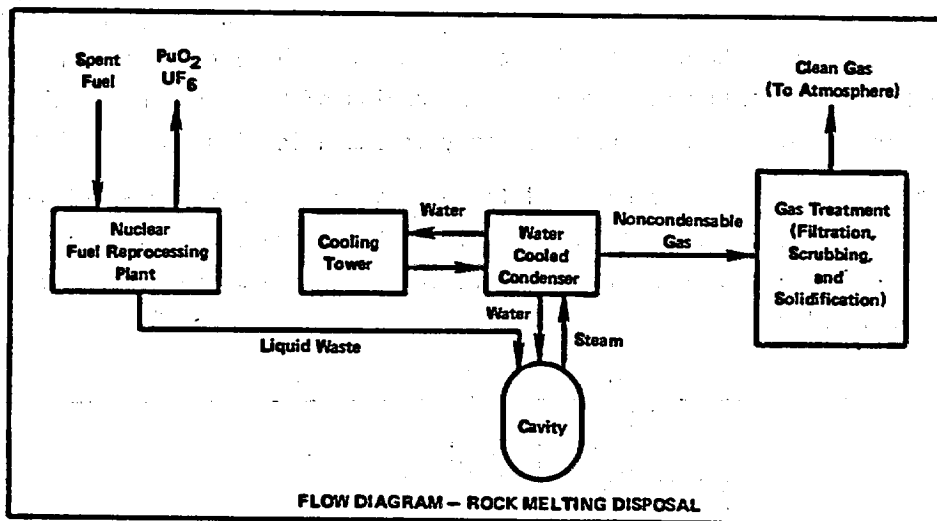 Spent
Fuel
PuO2
UF6
Clean Gas
(To Atmosphere)
Nuclear
Fuel Reprocessing
Plant
Cooling
Tower
Water
Water
Cooled
Condenser
Noncondensable
Gas
Gas Treatment
(Filtration,
Scrubbing,
and
Solidification)
Water
Steam
Liquid Waste
Cavity
FLOW DIAGRAM — ROCK MELTING DISPOSAL